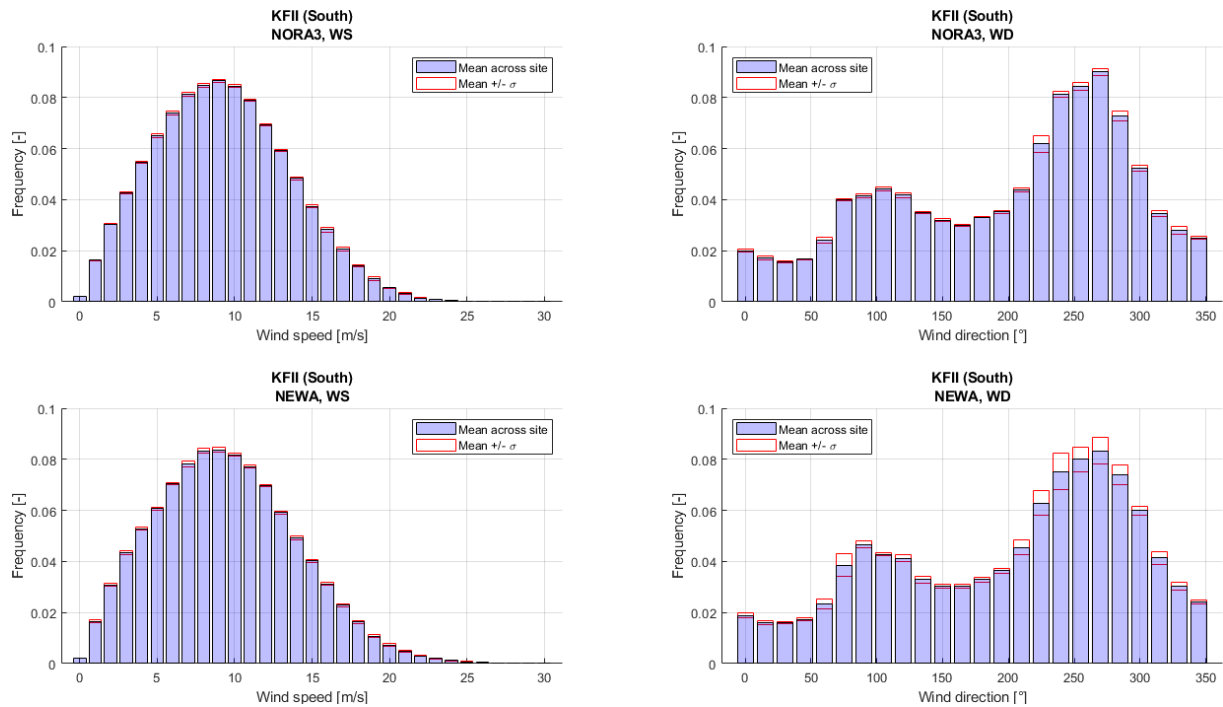 KFII (South)
NORA3, WS
0.1
0.08
0.06
0.04
0.02
0
Frequency [-]
Mean across site
Mean +/- σ
0 5 10 15 20 25 30
Wind speed [m/s]
KFII (South)
NORA3, WD
0.1
0.08
0.06
0.04
0.02
0
Frequency [-]
Mean across site
Mean +/- σ
0 50 100 150 200 250 300 350
Wind direction [°]
KFII (South)
NEWA, WS
0.1
0.08
0.06
0.04
0.02
0
Frequency [-]
Mean across site
Mean +/- σ
0 5 10 15 20 25 30
Wind speed [m/s]
KFII (South)
NEWA, WD
0.1
0.08
0.06
0.04
0.02
0
Frequency [-]
Mean across site
Mean +/- σ
0 50 100 150 200 250 300 350
Wind direction [°]